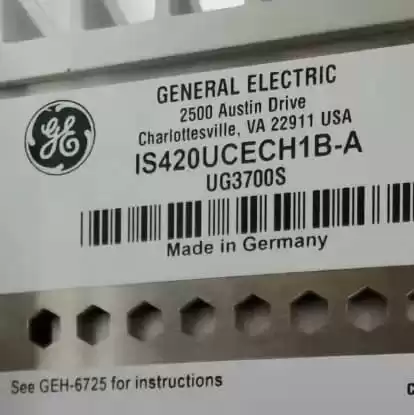 GENERAL ELECTRIC
2500 Austin Drive
Charlottesville, VA 22911 USA
IS420UCECH1B-A
UG3700S
Made in Germany
See GEH-6725 for instructions
C